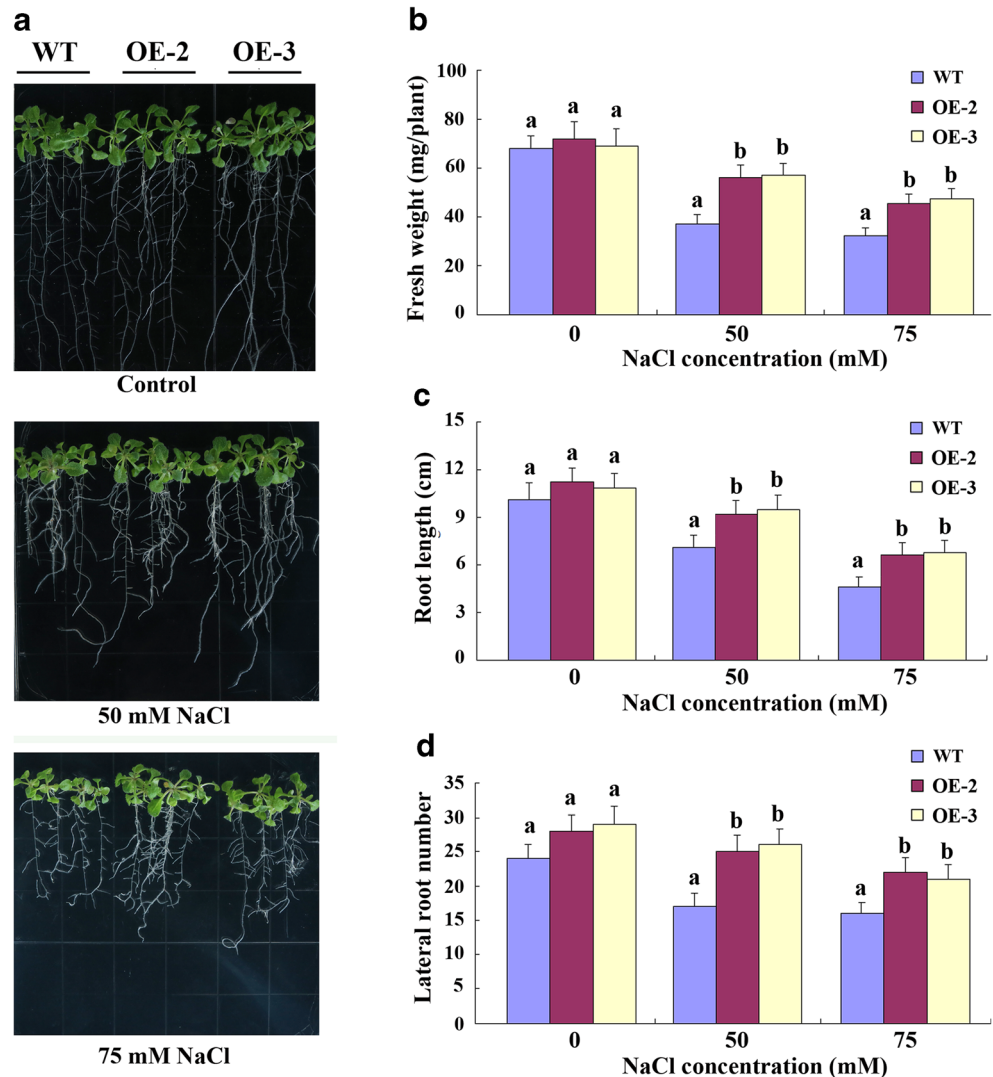 a
WT OE-2 OE-3
Control
50 mM NaCl
75 mM NaCl
b
Fresh weight (mg/plant)
100
80
60
40
20
0
WT
OE-2
OE-3
a a a
a b b
a b b
0 50 75
NaCl concentration (mM)
c
Root length (cm)
15
12
9
6
3
0
WT
OE-2
OE-3
a a a
a b b
a b b
0 50 75
NaCl concentration (mM)
d
Lateral root number
35
30
25
20
15
10
5
0
WT
OE-2
OE-3
a a a
a b b
a b b
0 50 75
NaCl concentration (mM)